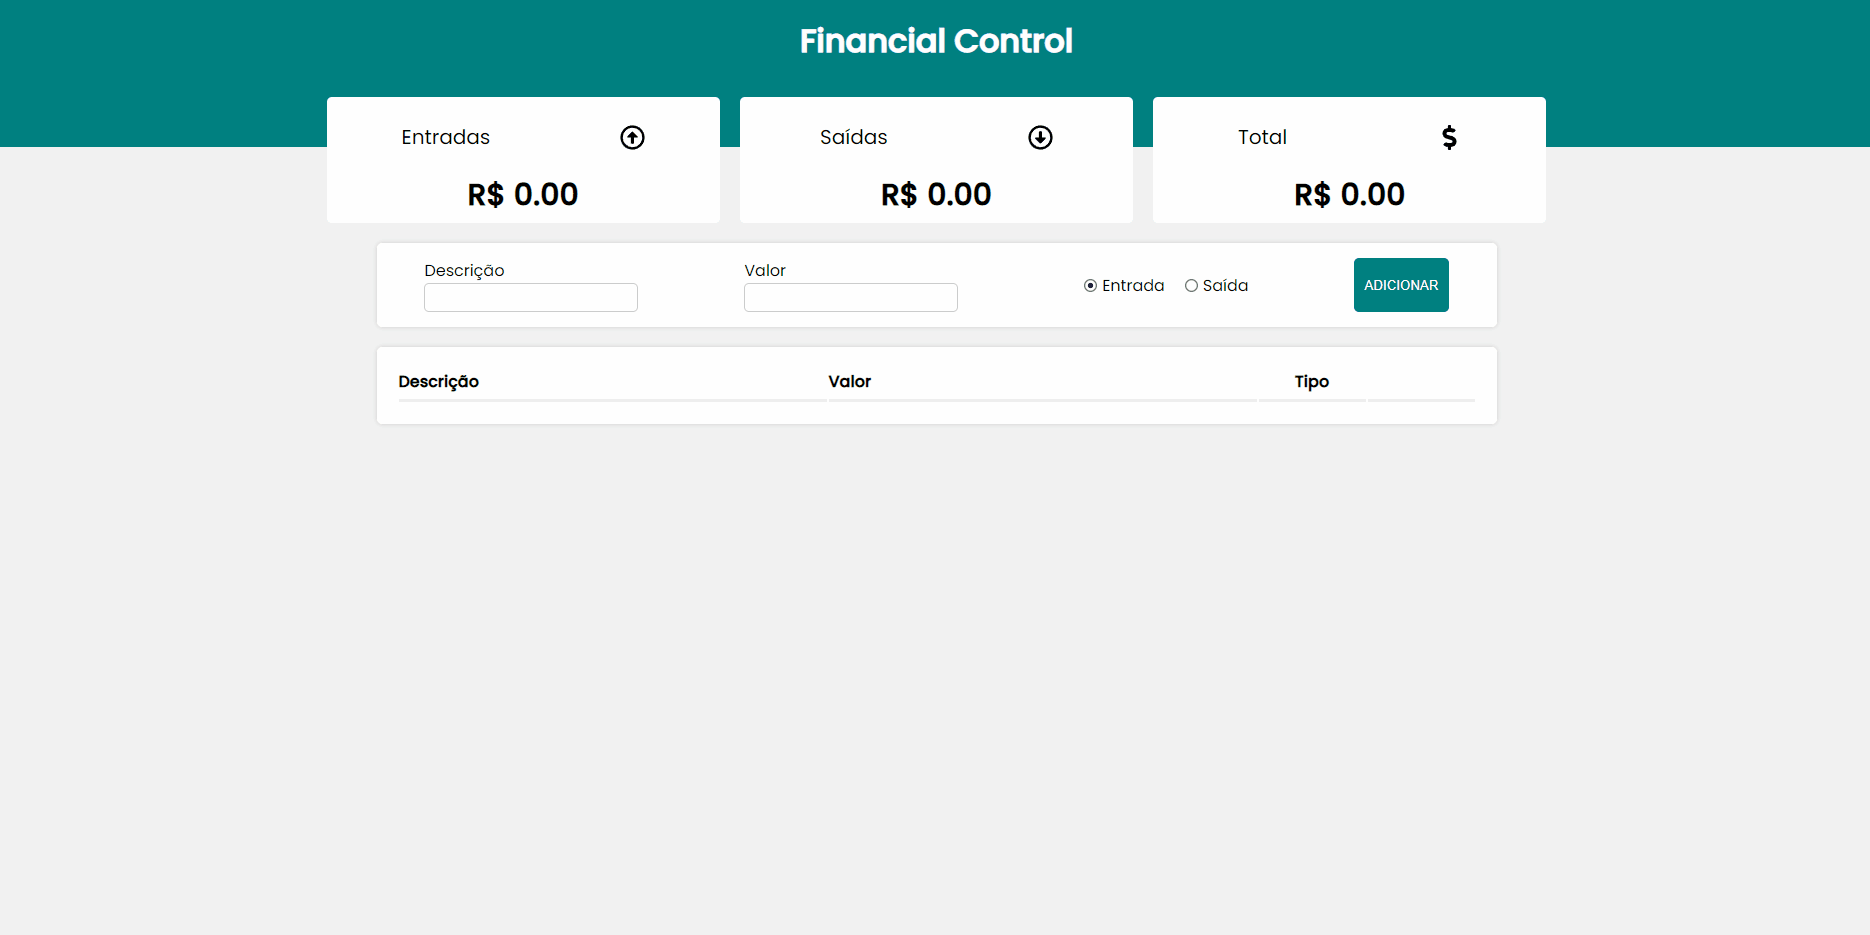 Financial Control
Entradas
Saídas
Total
$
R$ 0.00
R$ 0.00
R$ 0.00
Descrição
Valor
Entrada
Saída
ADICIONAR
Descrição
Valor
Tipo